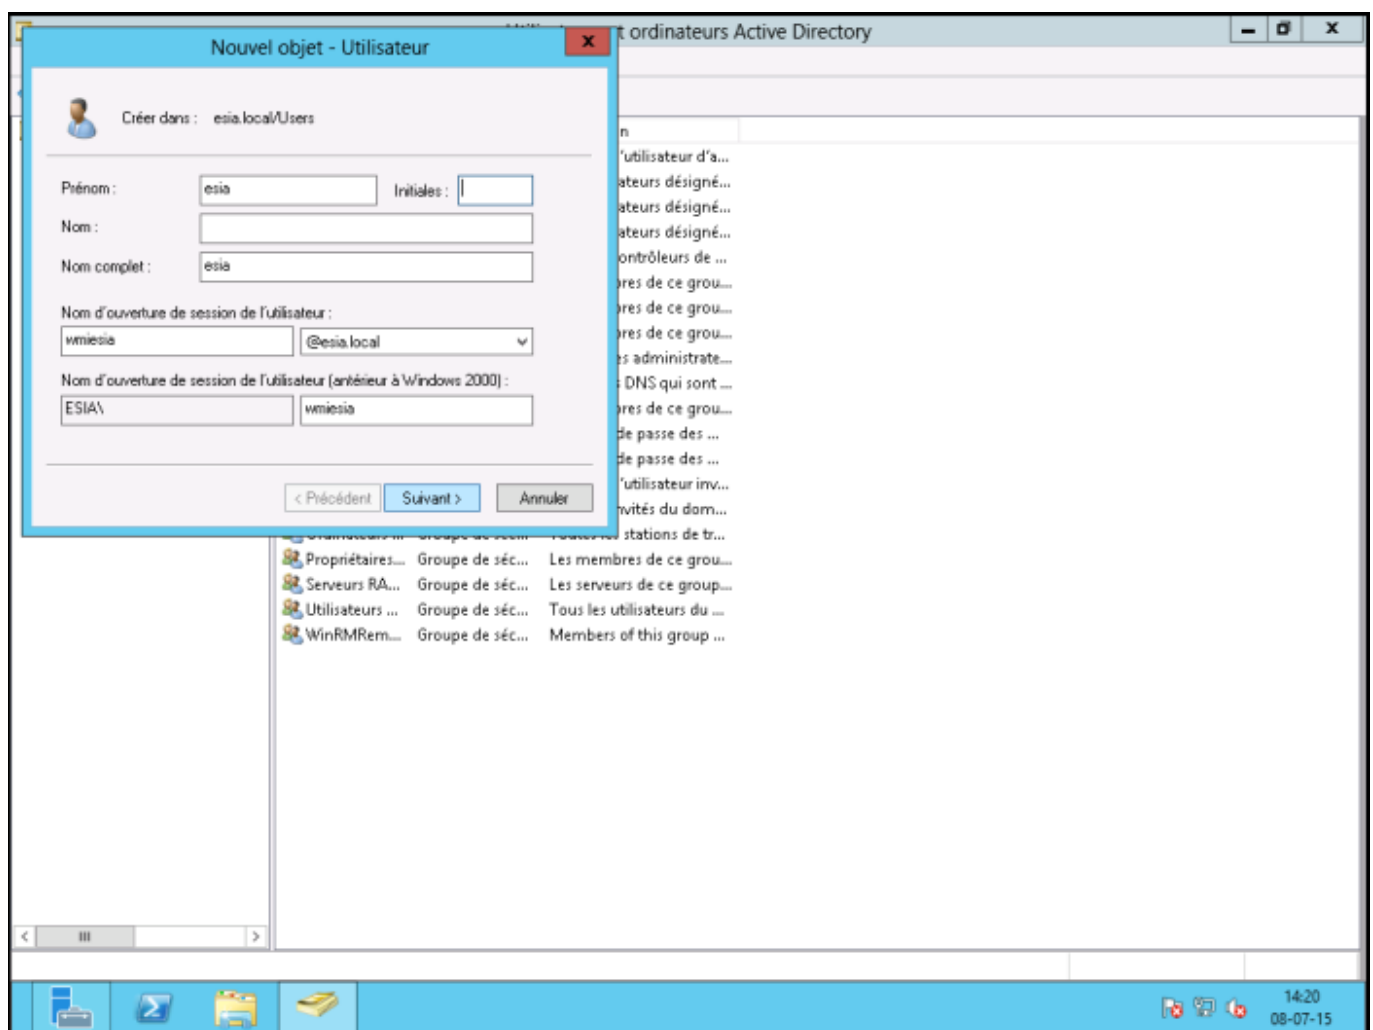 t ordinateurs Active Directory
Nouvel objet - Utilisateur
x
Créer dans : esia.local/Users
Prénom : esia Initiales :
Nom :
Nom complet : esia
Nom d'ouverture de session de l'utilisateur :
wmiesia @esia.local
Nom d'ouverture de session de l'utilisateur (antérieur à Windows 2000) :
ESIA\ wmiesia
< Précédent Suivant > Annuler
n
'utilisateur d'a...
ateurs désigné...
ateurs désigné...
ateurs désigné...
ontrôleurs de ...
res de ce grou...
res de ce grou...
res de ce grou...
s administrate...
DNS qui sont ...
res de ce grou...
de passe des ...
de passe des ...
'utilisateur inv...
nvités du dom...
stations de tr...
Propriétaires... Groupe de séc... Les membres de ce grou...
Serveurs RA... Groupe de séc... Les serveurs de ce group...
Utilisateurs ... Groupe de séc... Tous les utilisateurs du ...
WinRMRem... Groupe de séc... Members of this group ...
14:20
08-07-15